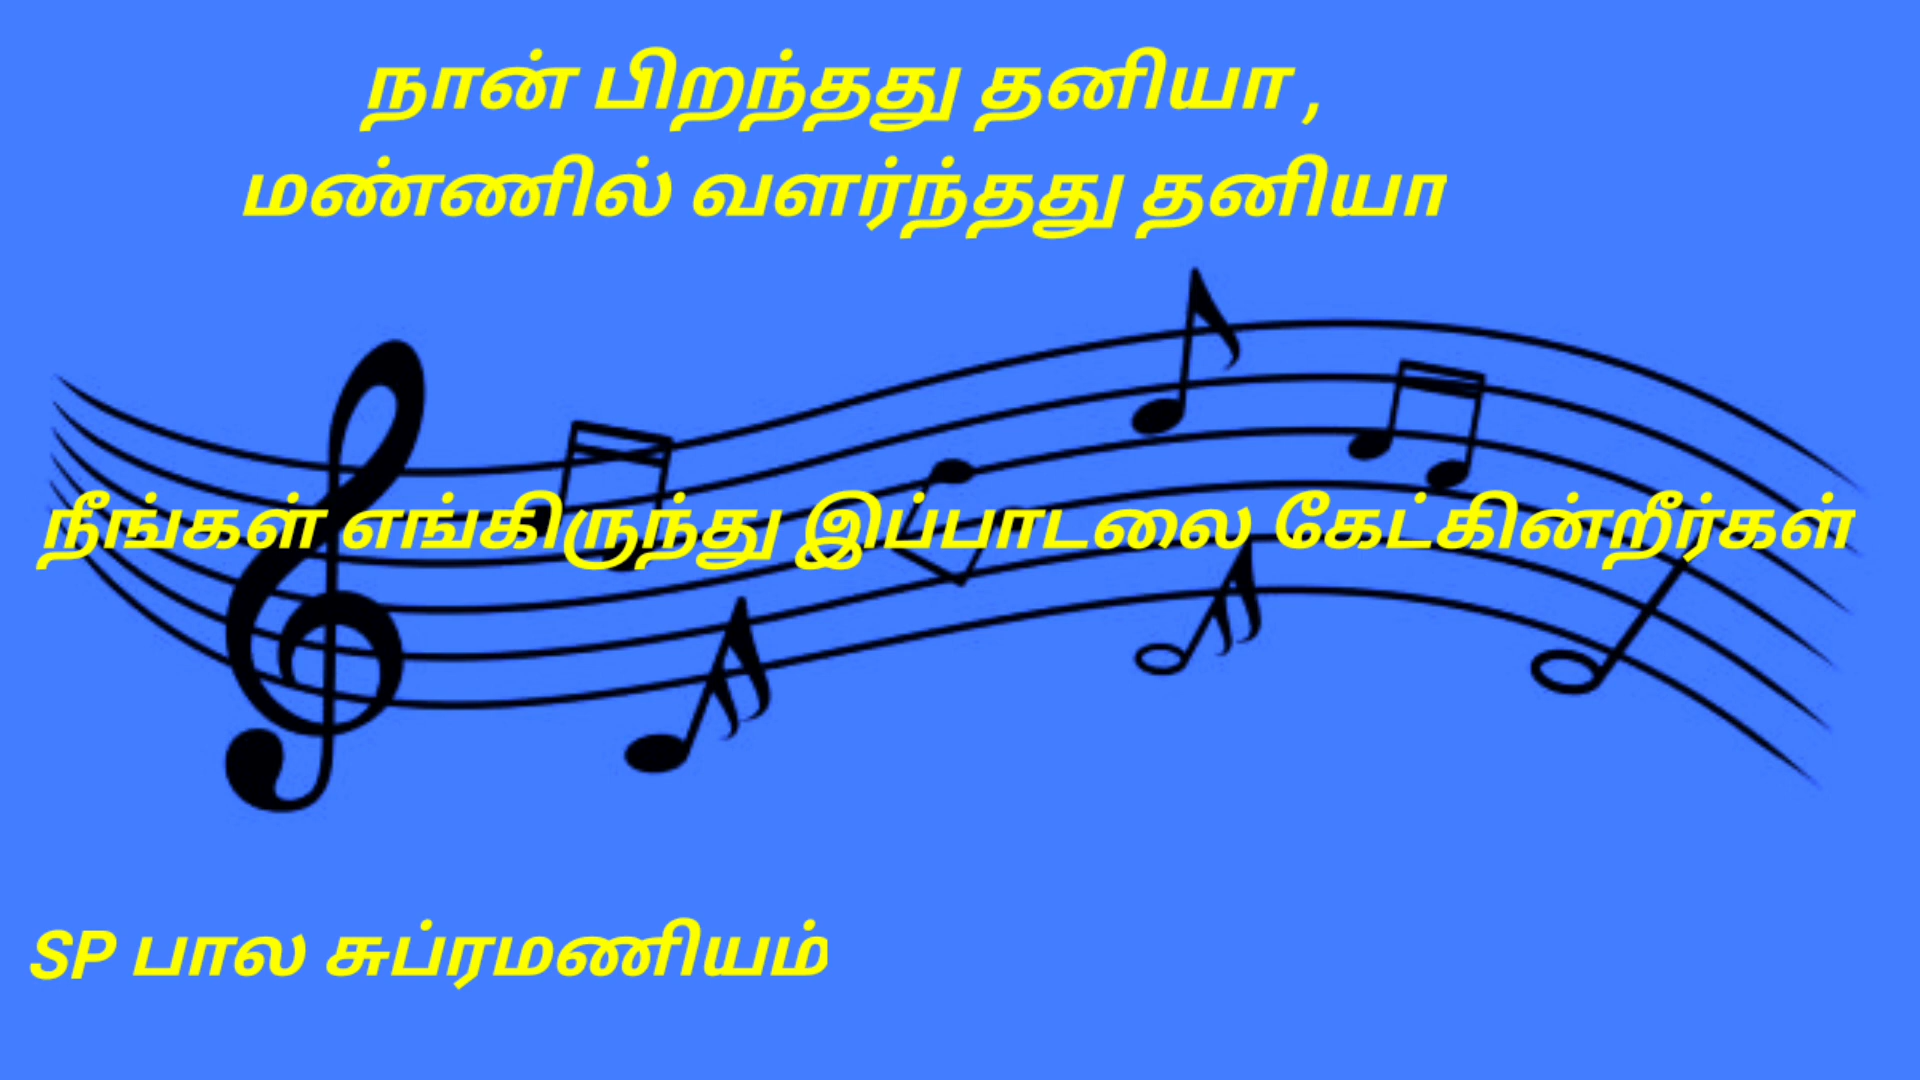 நான் பிறந்தது தனியா ,
மண்ணில் வளர்ந்தது தனியா
நீங்கள் எங்கிருந்து இப்பாடலை கேட்கின்றீர்கள்
SP பால சுப்ரமணியம்